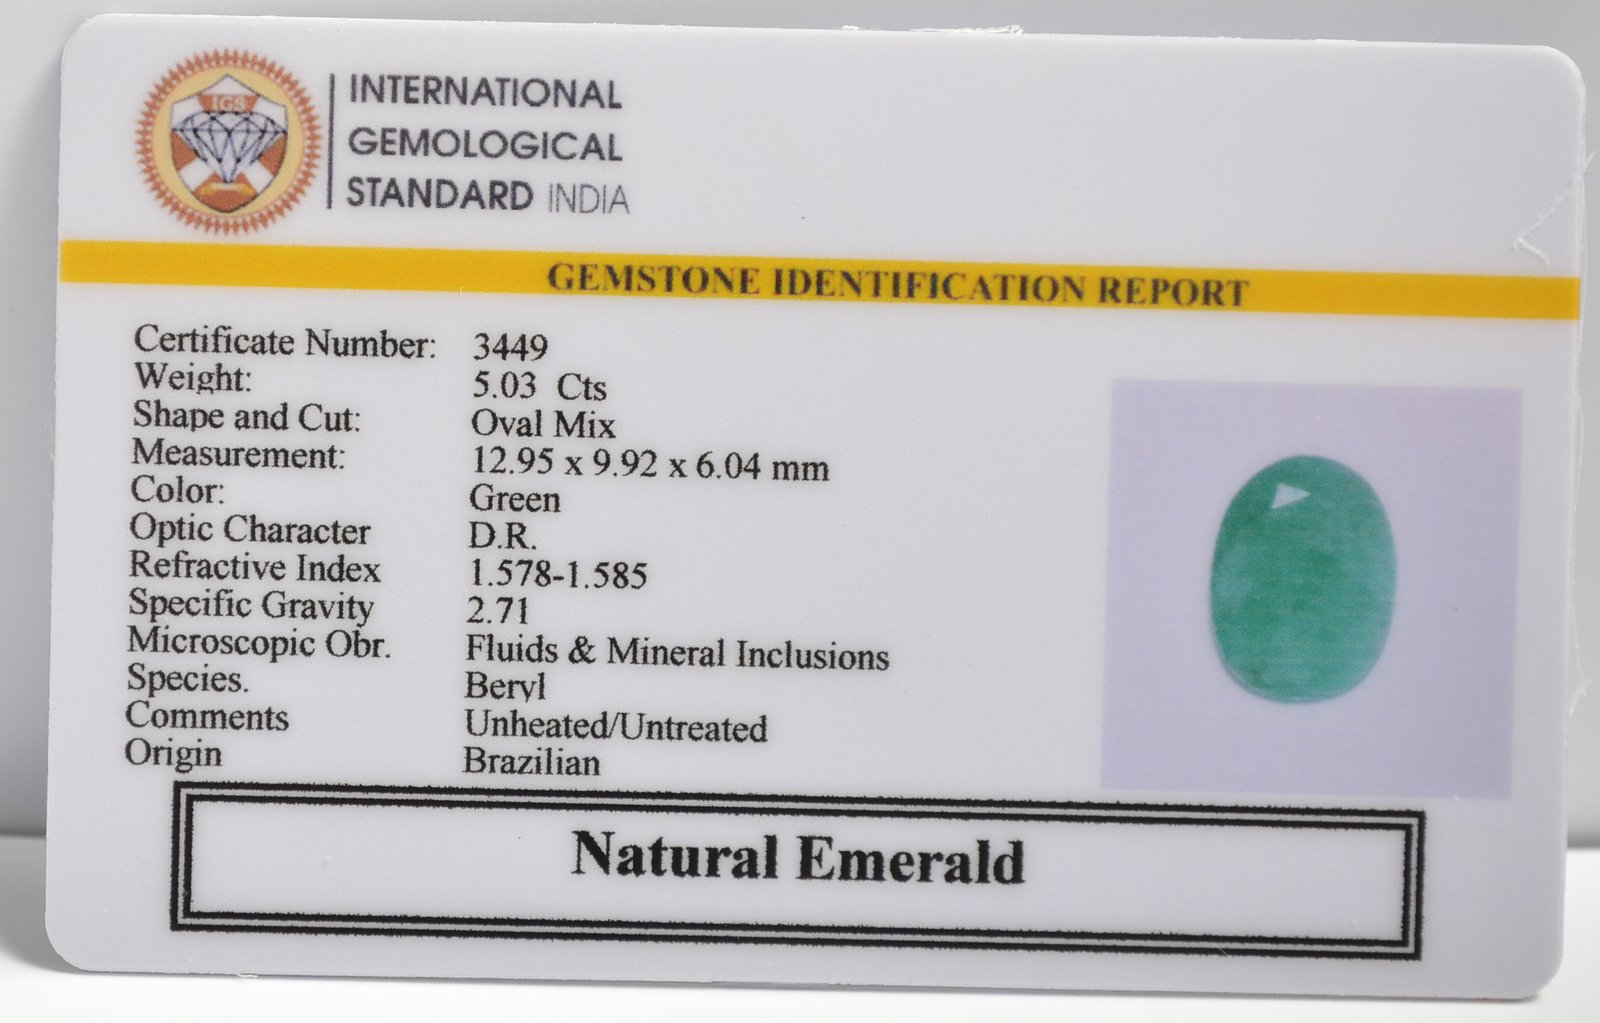 IGS
INTERNATIONAL
GEMOLOGICAL
STANDARD INDIA
GEMSTONE IDENTIFICATION REPORT
Certificate Number: 3449
Weight: 5.03 Cts
Shape and Cut: Oval Mix
Measurement: 12.95 x 9.92 x 6.04 mm
Color: Green
Optic Character D.R.
Refractive Index 1.578-1.585
Specific Gravity 2.71
Microscopic Obr. Fluids & Mineral Inclusions
Species. Beryl
Comments Unheated/Untreated
Origin Brazilian
Natural Emerald